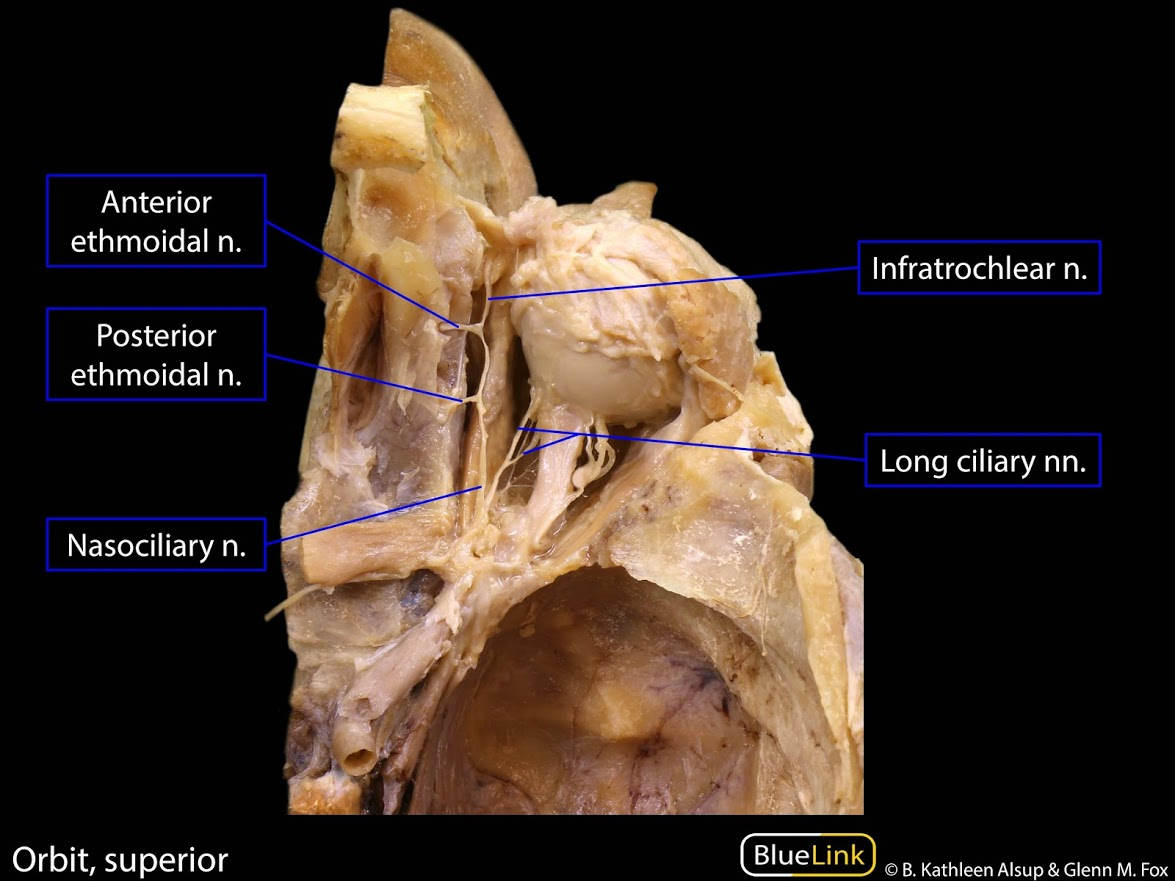 Anterior
ethmoidal n.
Posterior
ethmoidal n.
Nasociliary n.
Infratrochlear n.
Long ciliary nn.
Orbit, superior
BlueLink
© B. Kathleen Alsup & Glenn M. Fox